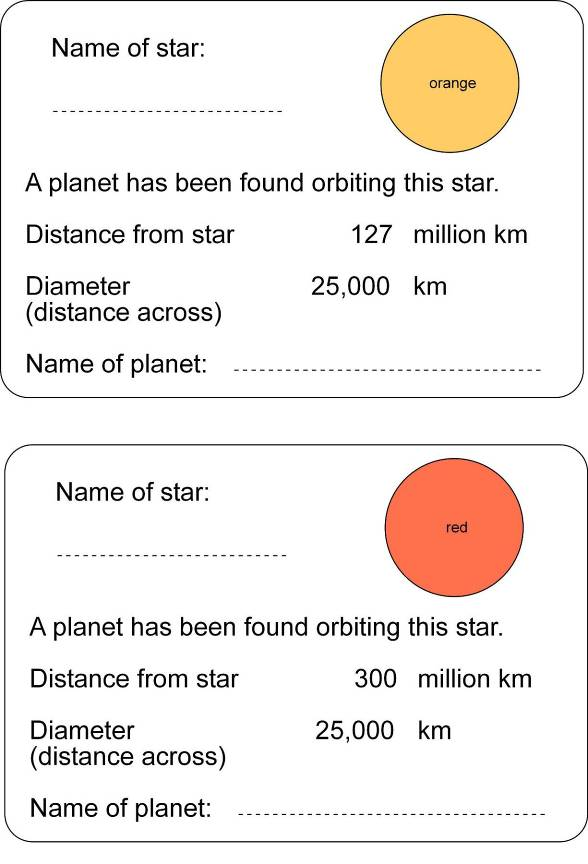 Name of star:
orange
A planet has been found orbiting this star.
Distance from star 127 million km
Diameter 25,000 km
(distance across)
Name of planet:
Name of star:
red
A planet has been found orbiting this star.
Distance from star 300 million km
Diameter 25,000 km
(distance across)
Name of planet: